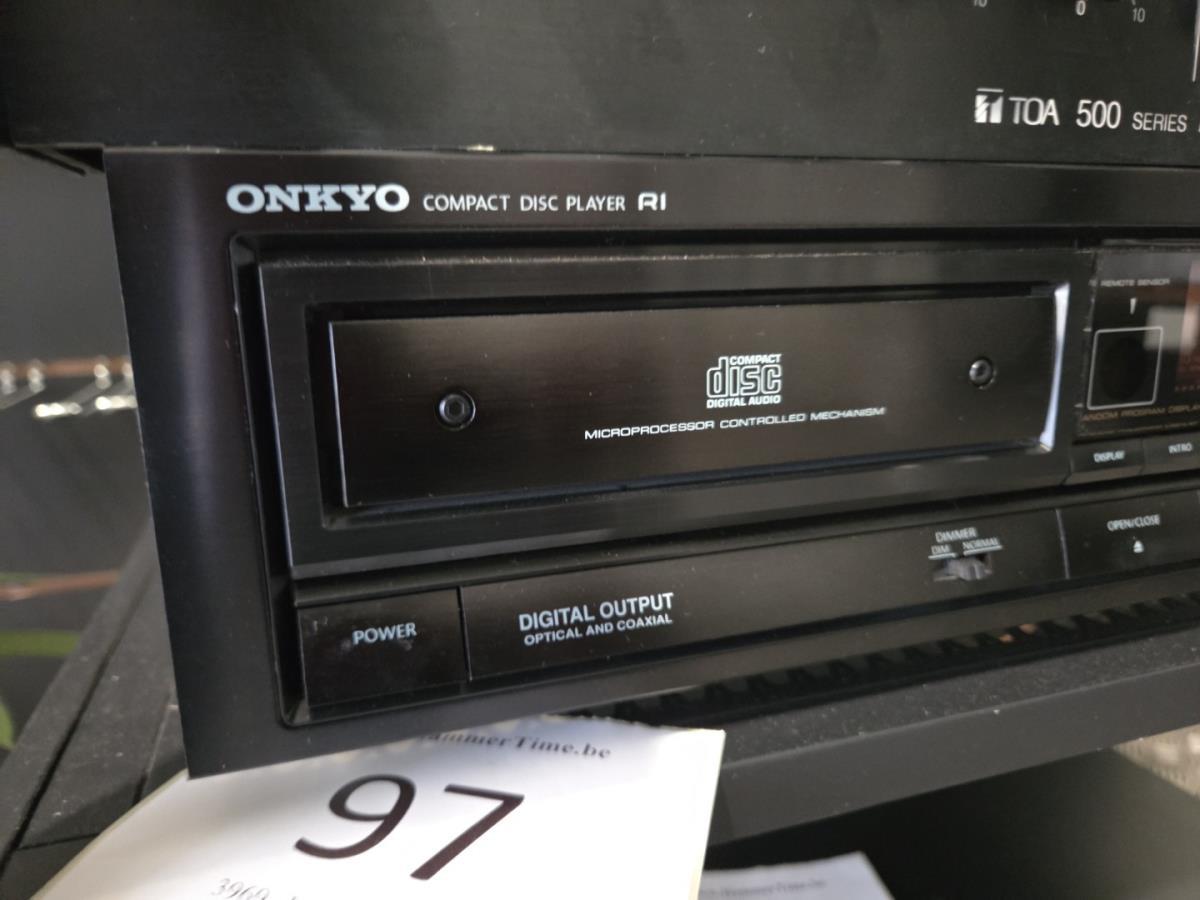 10 0 10
TOA 500 SERIES
ONKYO COMPACT DISC PLAYER R1
REMOTE SENSOR
COMPACT
disc
DIGITAL AUDIO
MICROPROCESSOR CONTROLLED MECHANISM
PROGRAM
DISPLAY INTRO
DIMMER
DIM NORMAL
OPEN/CLOSE
POWER
DIGITAL OUTPUT
OPTICAL AND COAXIAL
97